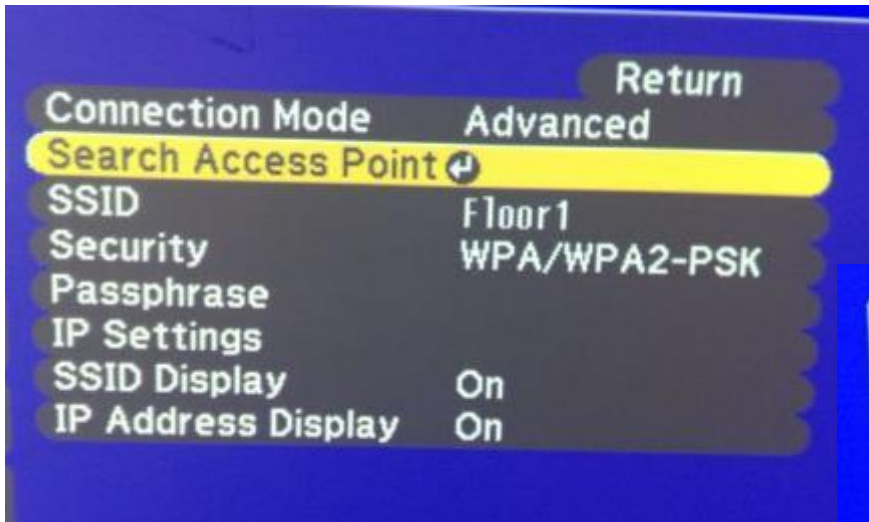 Return
Connection Mode Advanced
Search Access Point
SSID Floor1
Security WPA/WPA2-PSK
Passphrase
IP Settings
SSID Display On
IP Address Display On